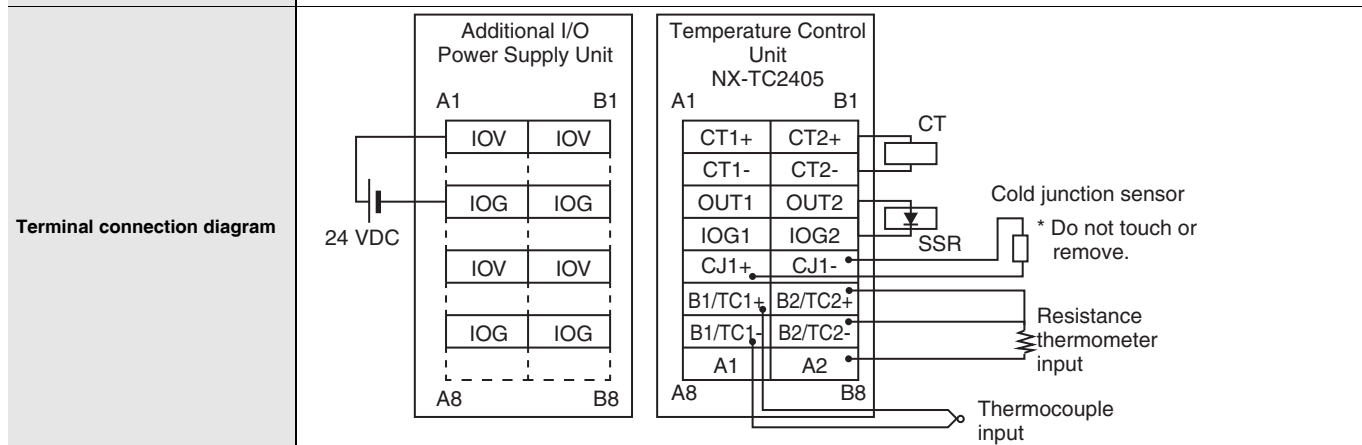 Terminal connection diagram
Additional I/O
Power Supply Unit
A1 B1
IOV IOV
IOG IOG
IOV IOV
IOG IOG
A8 B8
24 VDC
Temperature Control
Unit
NX-TC2405
A1 B1
CT1+ CT2+
CT1- CT2-
OUT1 OUT2
IOG1 IOG2
CJ1+ CJ1-
B1/TC1+ B2/TC2+
B1/TC1- B2/TC2-
A1 A2
A8 B8
CT
SSR
Cold junction sensor
* Do not touch or
remove.
Resistance
thermometer
input
Thermocouple
input